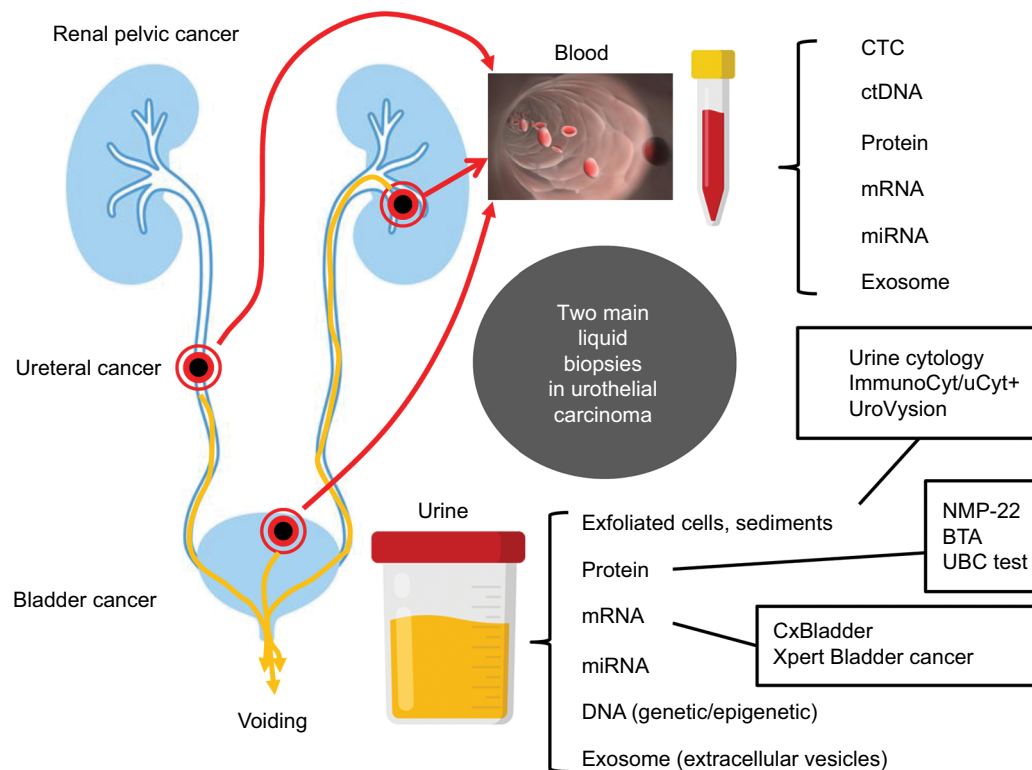 Renal pelvic cancer
Blood
CTC
ctDNA
Protein
mRNA
miRNA
Exosome
Two main
liquid
biopsies
in urothelial
carcinoma
Ureteral cancer
Urine cytology
ImmunoCyt/uCyt+
UroVysion
Urine
Exfoliated cells, sediments
Protein
mRNA
miRNA
DNA (genetic/epigenetic)
Exosome (extracellular vesicles)
NMP-22
BTA
UBC test
CxBladder
Xpert Bladder cancer
Bladder cancer
Voiding